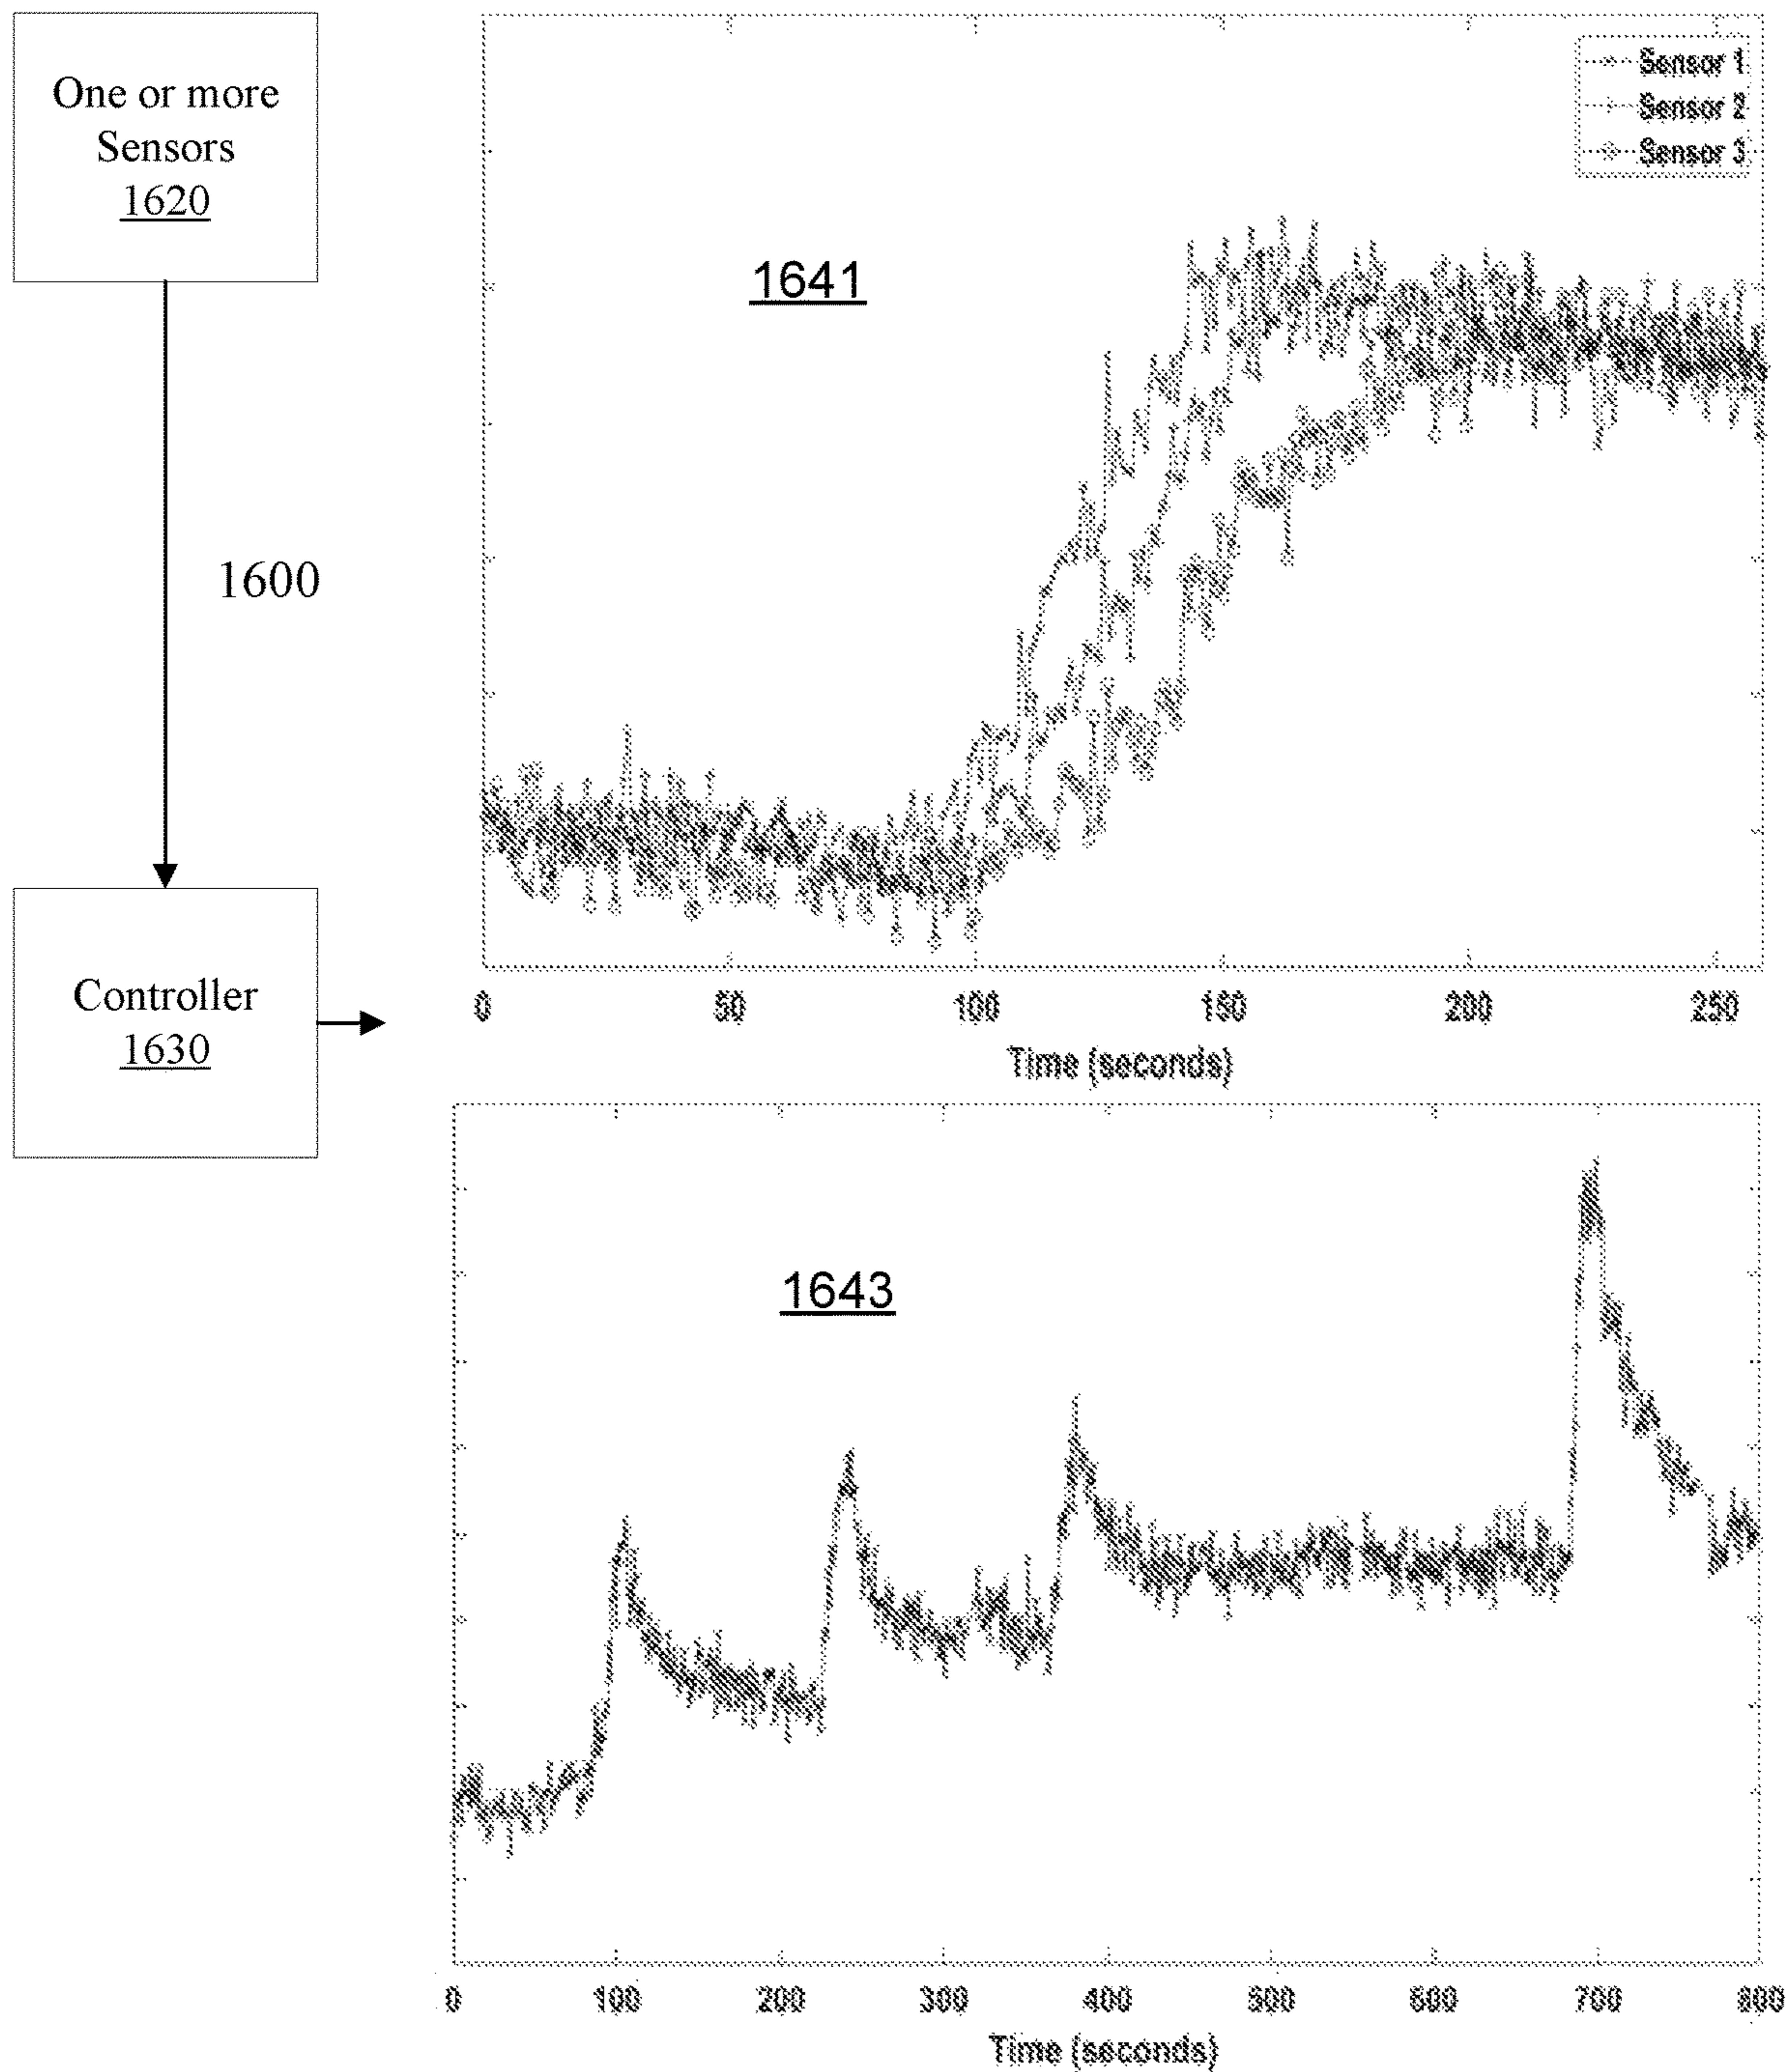 One or more
Sensors
1620
1600
Controller
1630
Sensor 1
Sensor 2
Sensor 3
1641
0 50 100 150 200 250
Time (seconds)
1643
0 100 200 300 400 500 600 700 800
Time (seconds)